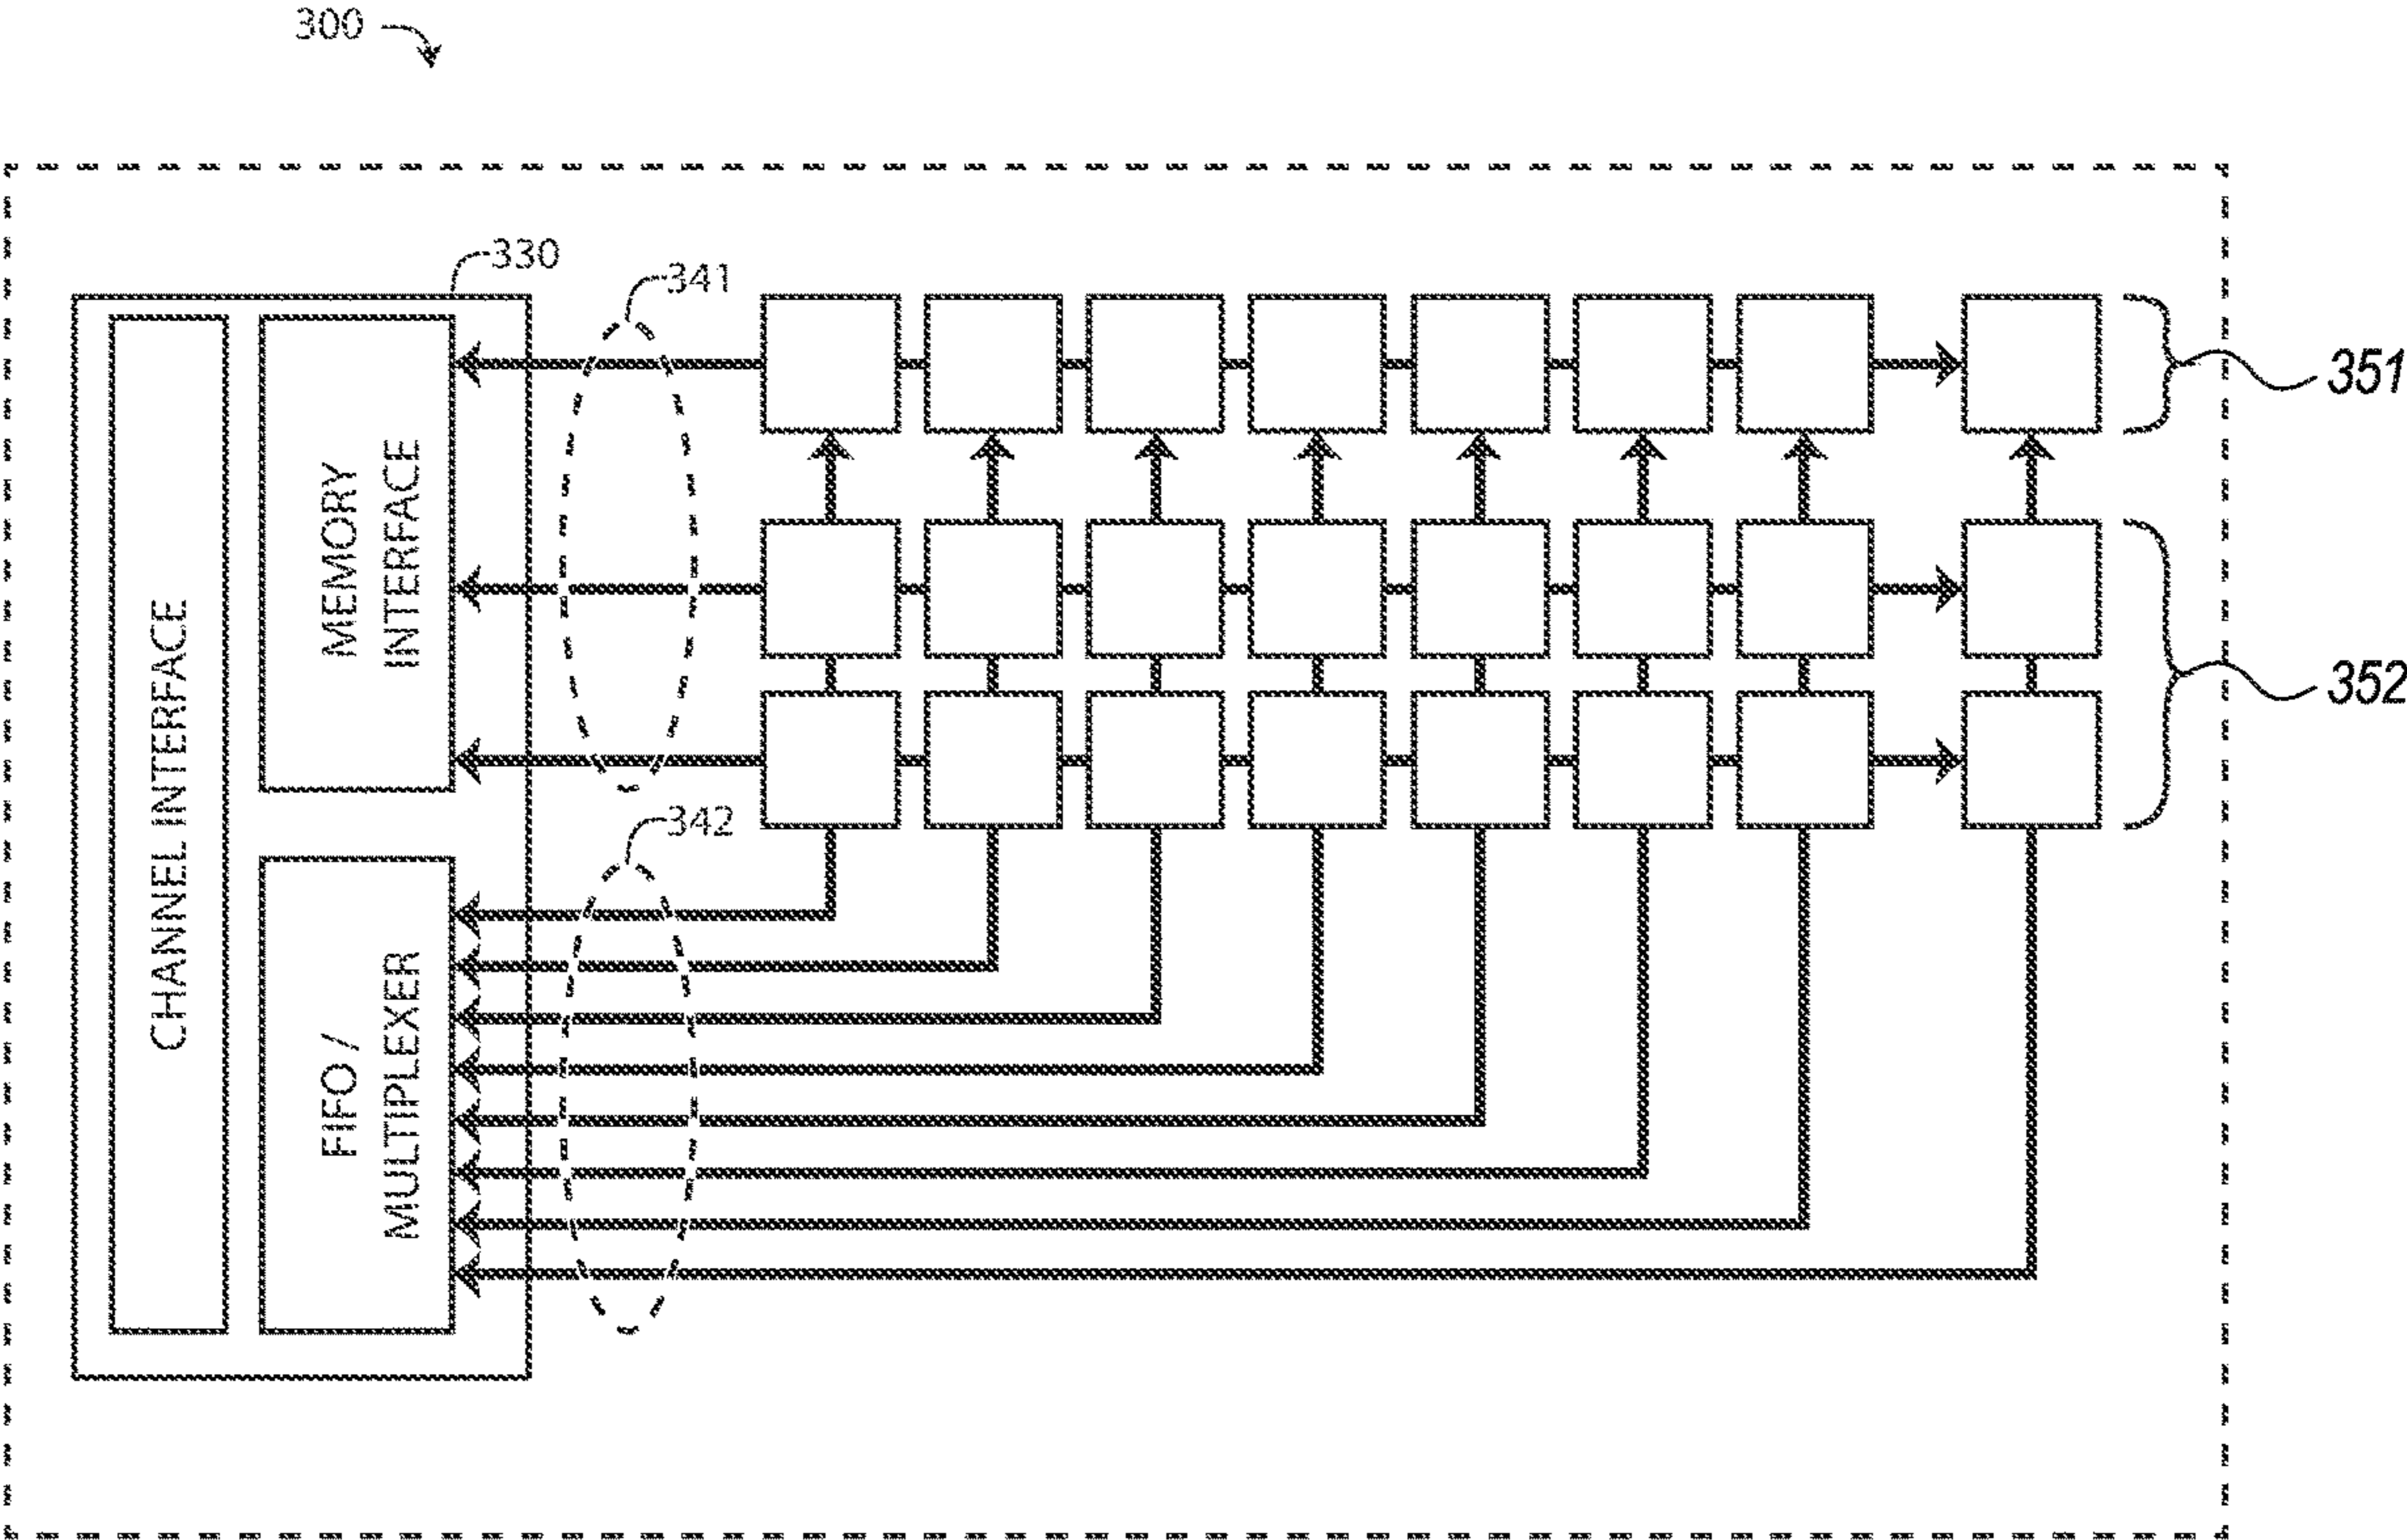 300
330
341
351
MEMORY
INTERFACE
CHANNEL INTERFACE
352
342
FIFO /
MULTIPLEXER